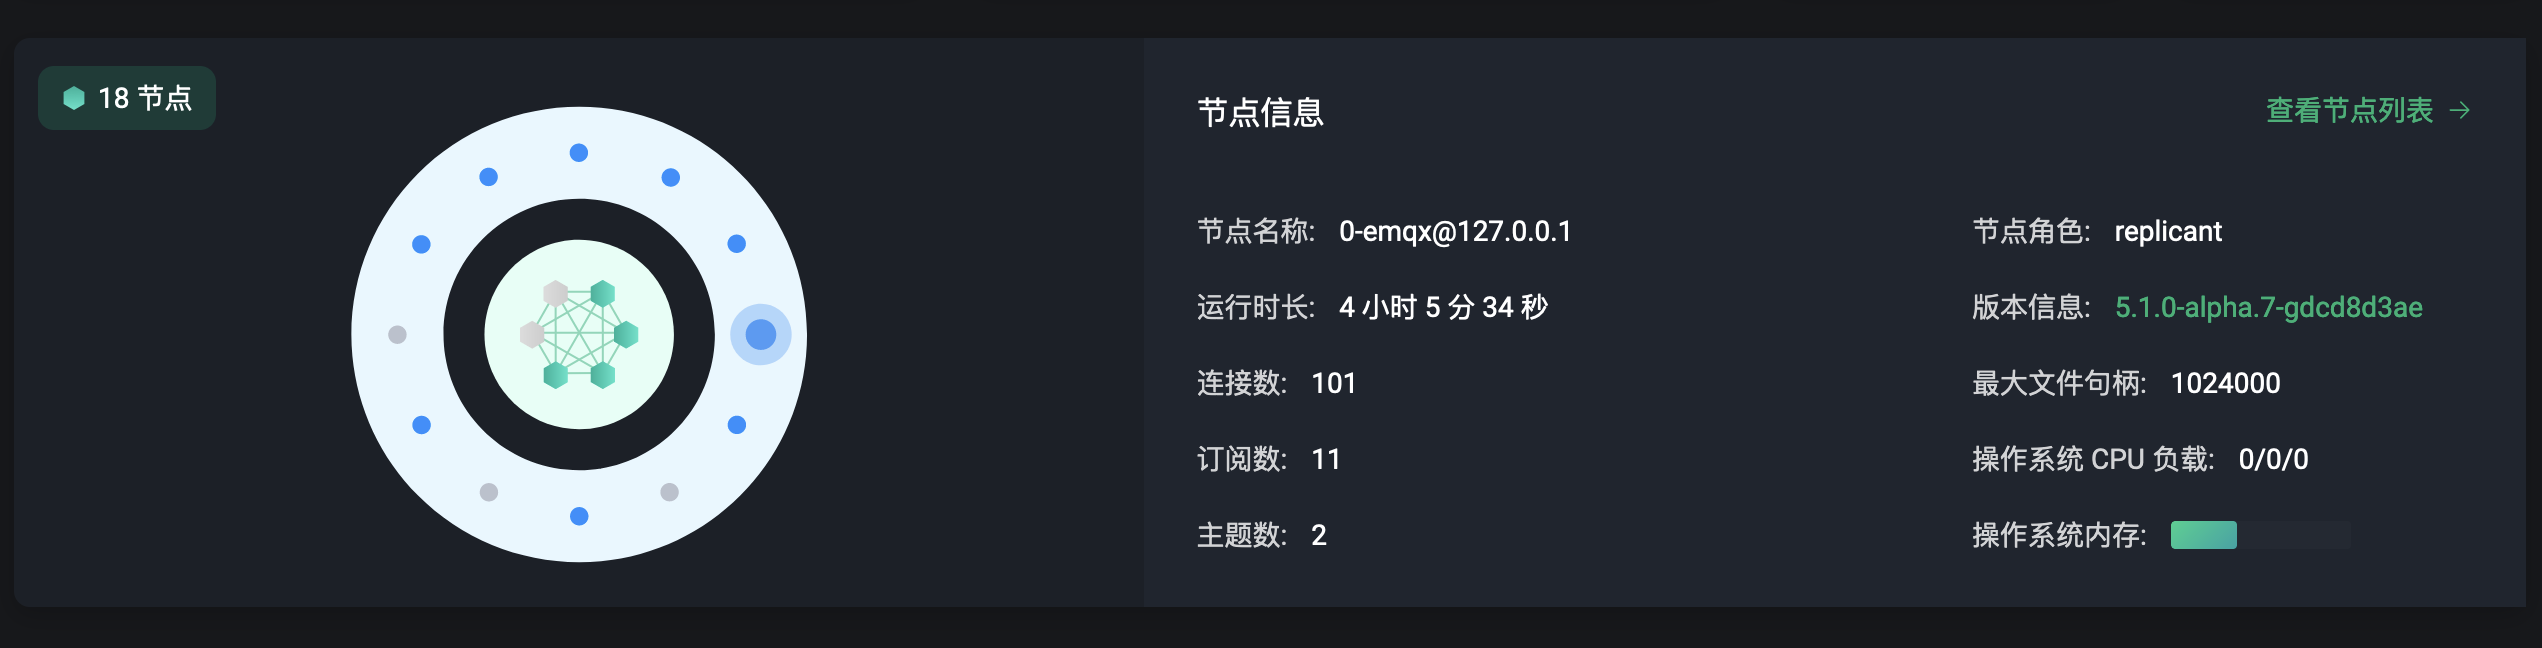 18 节点
节点信息
查看节点列表
节点名称: 0-emqx@127.0.0.1
节点角色: replicant
运行时长: 4 小时 5 分 34 秒
版本信息: 5.1.0-alpha.7-gdcd8d3ae
连接数: 101
最大文件句柄: 1024000
订阅数: 11
操作系统 CPU 负载: 0/0/0
主题数: 2
操作系统内存: